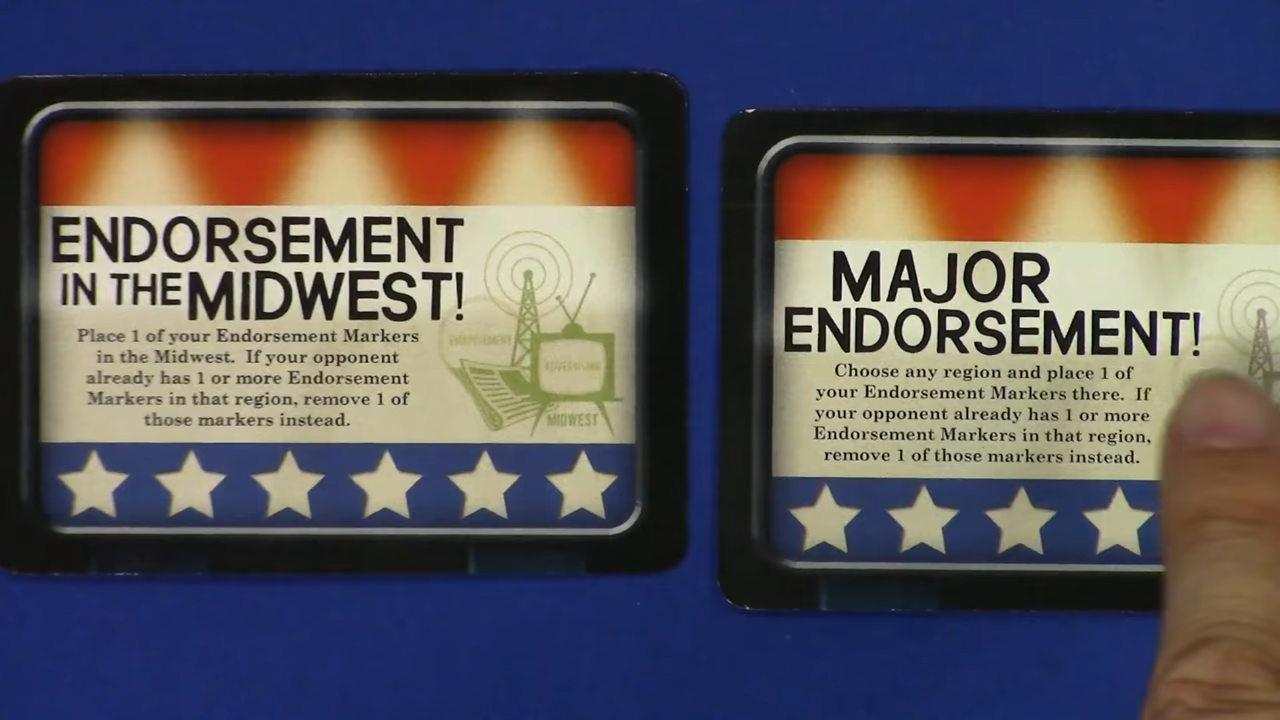 ENDORSEMENT
IN THE MIDWEST!
Place 1 of your Endorsement Markers
in the Midwest. If your opponent
already has 1 or more Endorsement
Markers in that region, remove 1 of
those markers instead.
ENDORSEMENT
ADVERTISING
MIDWEST
MAJOR
ENDORSEMENT!
Choose any region and place 1 of
your Endorsement Markers there. If
your opponent already has 1 or more
Endorsement Markers in that region,
remove 1 of those markers instead.